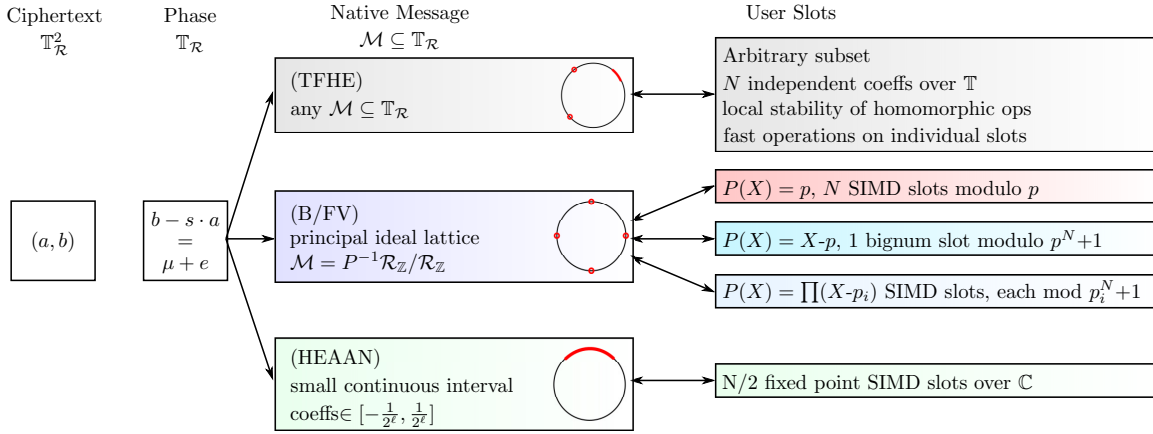 Ciphertext
𝕋²_ℛ
Phase
𝕋_ℛ
Native Message
ℳ ⊆ 𝕋_ℛ
User Slots
(a, b)
b − s · a
=
μ + e
(TFHE)
any ℳ ⊆ 𝕋_ℛ
(B/FV)
principal ideal lattice
ℳ = P⁻¹ℛ_ℤ/ℛ_ℤ
(HEAAN)
small continuous interval
coeffs∈ [−1/2^ℓ, 1/2^ℓ]
Arbitrary subset
N independent coeffs over 𝕋
local stability of homomorphic ops
fast operations on individual slots
P(X) = p, N SIMD slots modulo p
P(X) = X-p, 1 bignum slot modulo p^N+1
P(X) = ∏(X-p_i) SIMD slots, each mod p_i^N+1
N/2 fixed point SIMD slots over ℂ